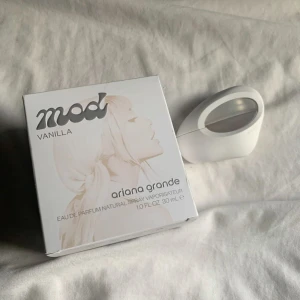 mod
VANILLA
ariana grande
EAU DE PARFUM NATURAL SPRAY VAPORISATEUR
1.0 FL.OZ. (30 ML e)